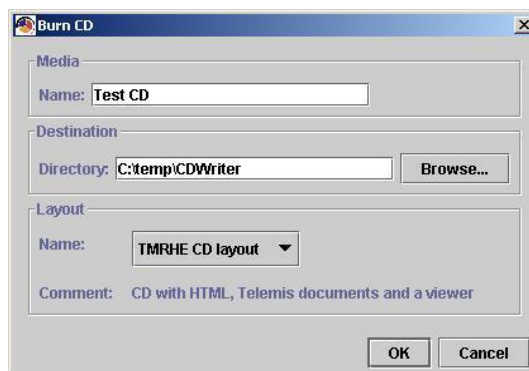 Burn CD
Media
Name: Test CD
Destination
Directory: C:\temp\CDWriter Browse...
Layout
Name: TMRHE CD layout
Comment: CD with HTML, Telemis documents and a viewer
OK Cancel